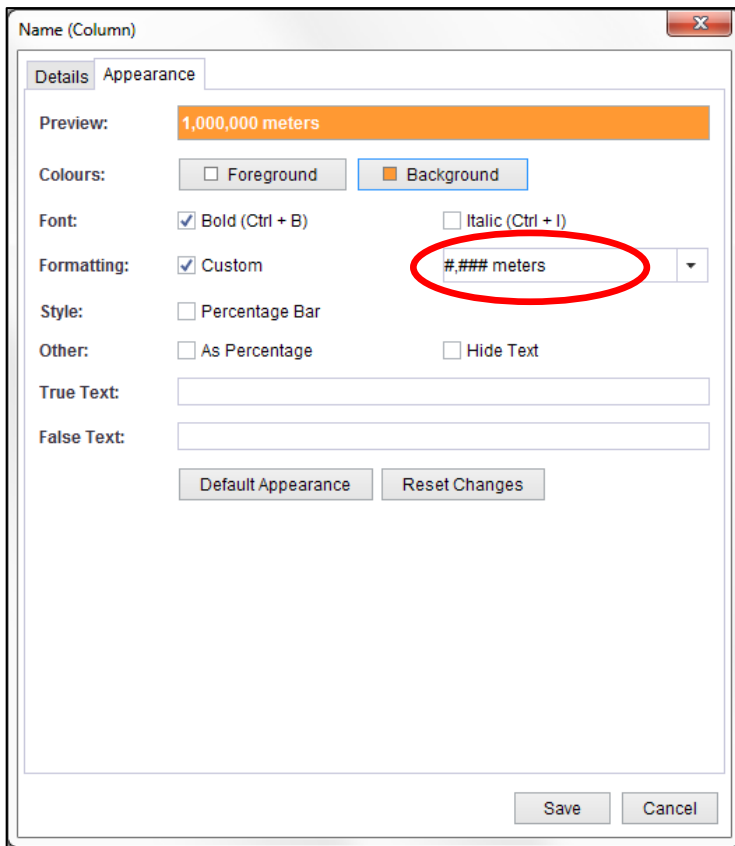 Name (Column)
x
Details Appearance
Preview: 1,000,000 meters
Colours: Foreground Background
Font: Bold (Ctrl + B) Italic (Ctrl + I)
Formatting: Custom #,### meters
Style: Percentage Bar
Other: As Percentage Hide Text
True Text:
False Text:
Default Appearance Reset Changes
Save Cancel